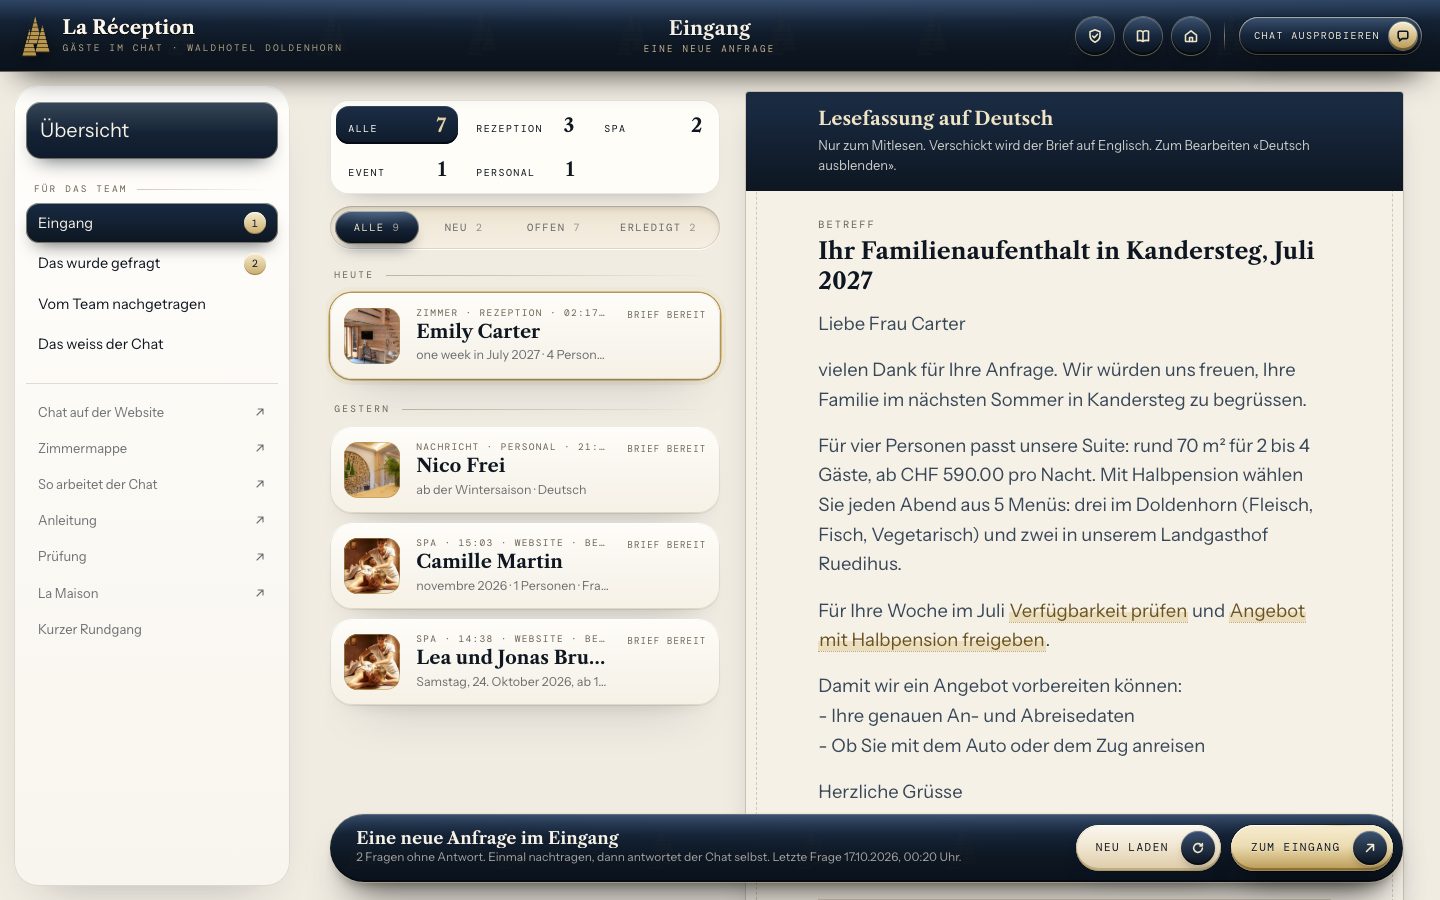 La Réception
GÄSTE IM CHAT · WALDHOTEL DOLDENHORN
Eingang
EINE NEUE ANFRAGE
CHAT AUSPROBIEREN
Übersicht
FÜR DAS TEAM
Eingang 1
Das wurde gefragt 2
Vom Team nachgetragen
Das weiss der Chat
Chat auf der Website
Zimmermappe
So arbeitet der Chat
Anleitung
Prüfung
La Maison
Kurzer Rundgang
ALLE 7 REZEPTION 3 SPA 2
EVENT 1 PERSONAL 1
ALLE 9 NEU 2 OFFEN 7 ERLEDIGT 2
HEUTE
ZIMMER · REZEPTION · 02:17… BRIEF BEREIT
Emily Carter
one week in July 2027 · 4 Person…
GESTERN
NACHRICHT · PERSONAL · 21:… BRIEF BEREIT
Nico Frei
ab der Wintersaison · Deutsch
SPA · 15:03 · WEBSITE · BE… BRIEF BEREIT
Camille Martin
novembre 2026 · 1 Personen · Fra…
SPA · 14:38 · WEBSITE · BE… BRIEF BEREIT
Lea und Jonas Bru…
Samstag, 24. Oktober 2026, ab 1…
Lesefassung auf Deutsch
Nur zum Mitlesen. Verschickt wird der Brief auf Englisch. Zum Bearbeiten «Deutsch
ausblenden».
BETREFF
Ihr Familienaufenthalt in Kandersteg, Juli
2027
Liebe Frau Carter
vielen Dank für Ihre Anfrage. Wir würden uns freuen, Ihre
Familie im nächsten Sommer in Kandersteg zu begrüssen.
Für vier Personen passt unsere Suite: rund 70 m² für 2 bis 4
Gäste, ab CHF 590.00 pro Nacht. Mit Halbpension wählen
Sie jeden Abend aus 5 Menüs: drei im Doldenhorn (Fleisch,
Fisch, Vegetarisch) und zwei in unserem Landgasthof
Ruedihus.
Für Ihre Woche im Juli Verfügbarkeit prüfen und Angebot
mit Halbpension freigeben.
Damit wir ein Angebot vorbereiten können:
- Ihre genauen An- und Abreisedaten
- Ob Sie mit dem Auto oder dem Zug anreisen
Herzliche Grüsse
Eine neue Anfrage im Eingang
2 Fragen ohne Antwort. Einmal nachtragen, dann antwortet der Chat selbst. Letzte Frage 17.10.2026, 00:20 Uhr.
NEU LADEN
ZUM EINGANG